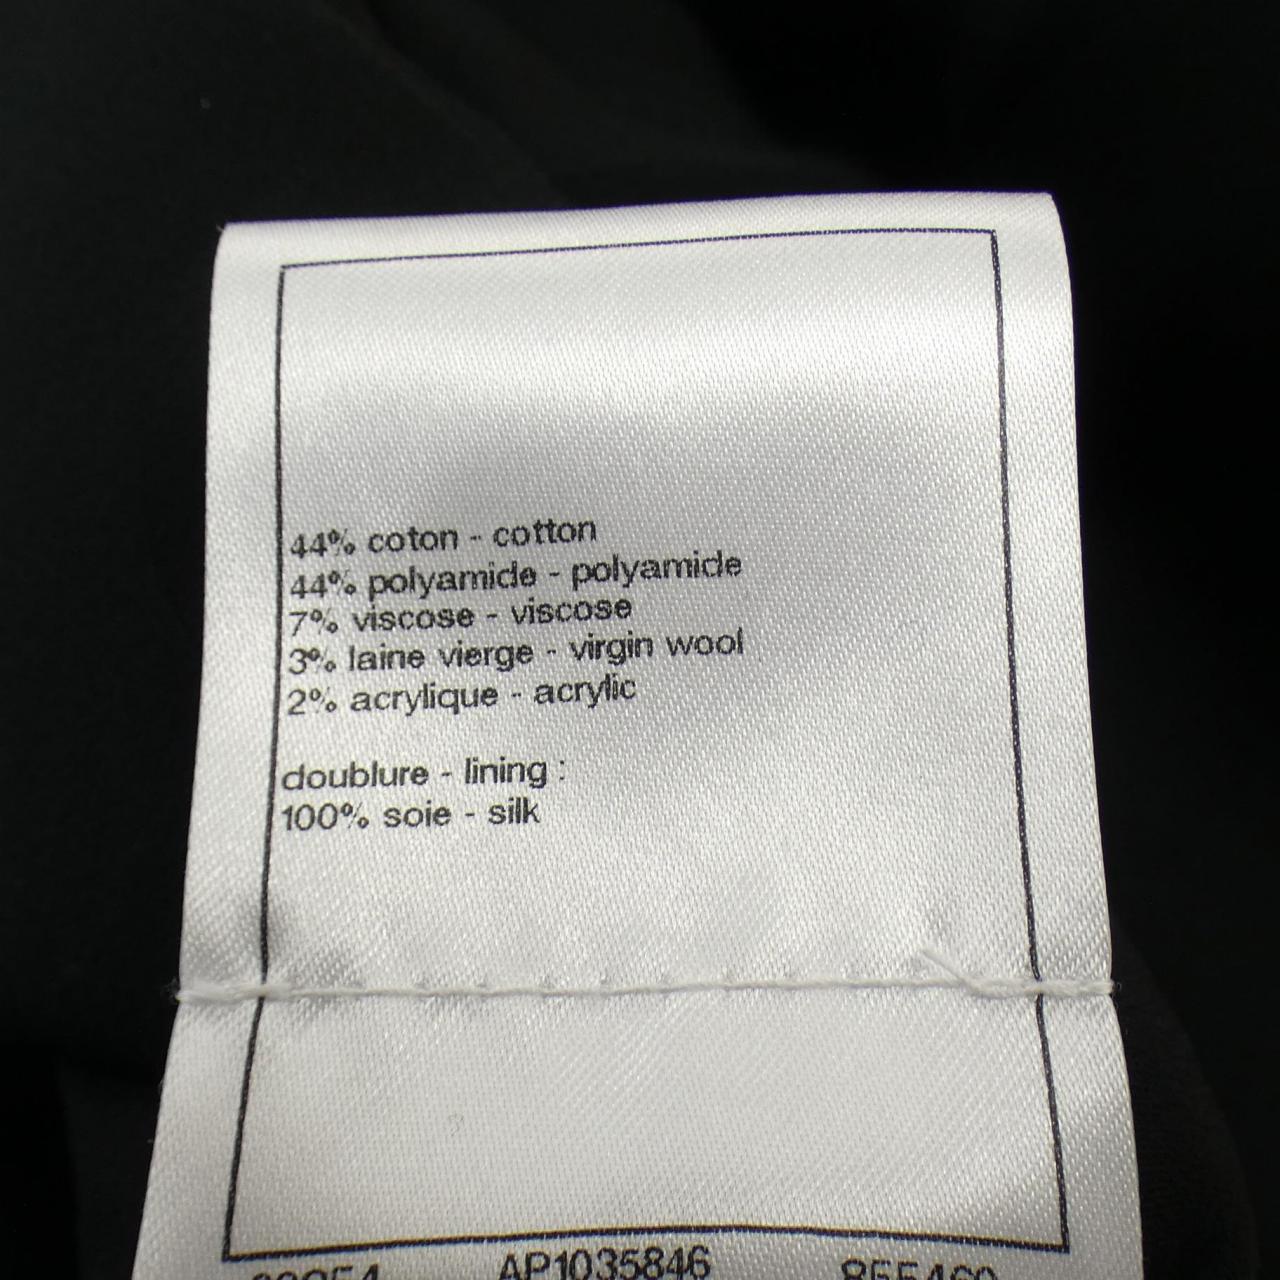 44% coton - cotton
44% polyamide - polyamide
7% viscose - viscose
3% laine vierge - virgin wool
2% acrylique - acrylic
doublure - lining :
100% soie - silk
AP1035846